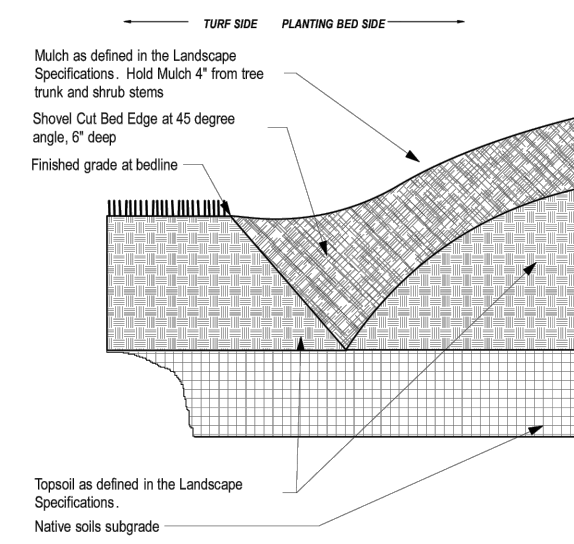 TURF SIDE PLANTING BED SIDE
Mulch as defined in the Landscape
Specifications. Hold Mulch 4" from tree
trunk and shrub stems
Shovel Cut Bed Edge at 45 degree
angle, 6" deep
Finished grade at bedline
Topsoil as defined in the Landscape
Specifications.
Native soils subgrade